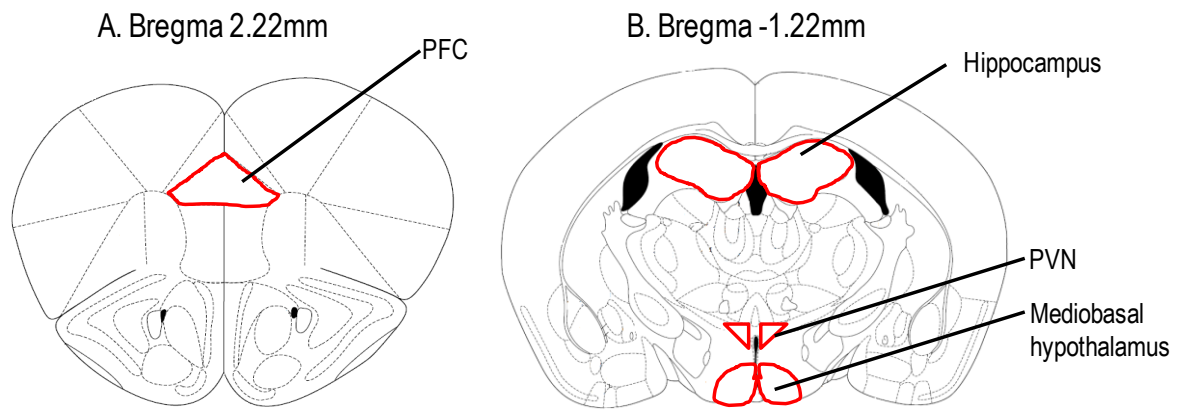 A. Bregma 2.22mm
PFC
B. Bregma -1.22mm
Hippocampus
PVN
Mediobasal
hypothalamus